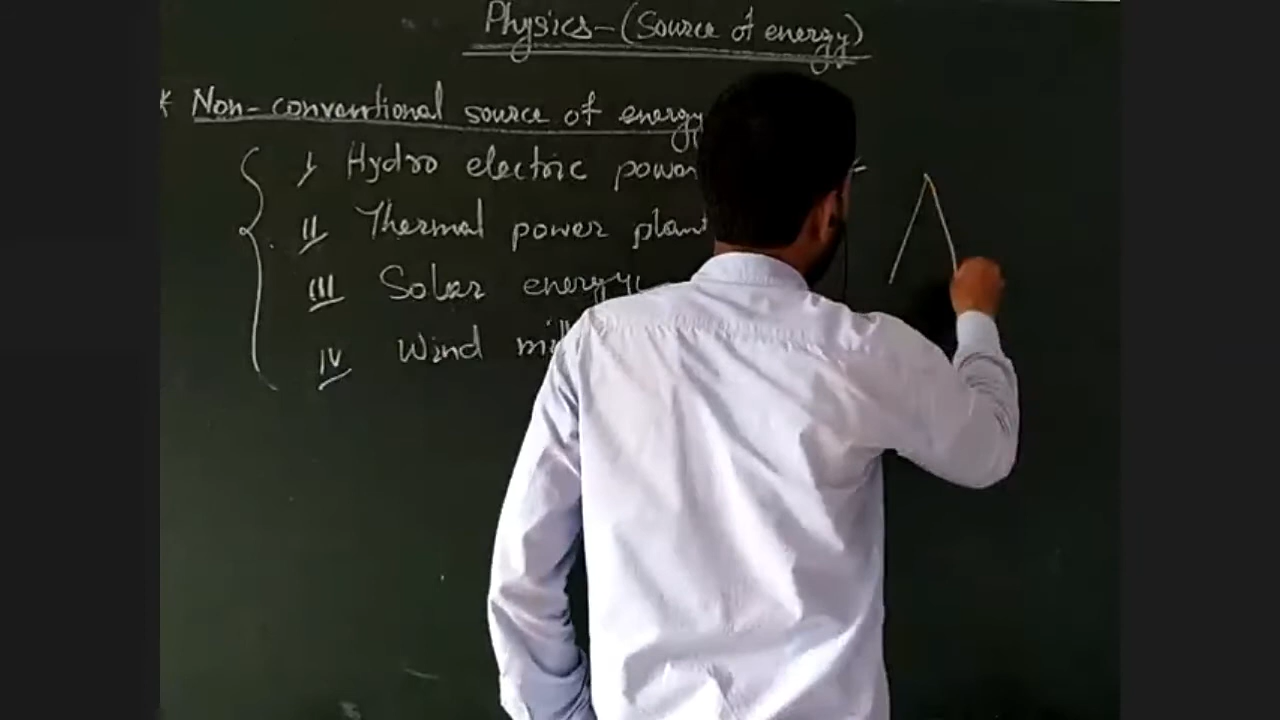 Physics - (Source of energy)
* Non-conventional source of energy
I Hydro electric power
II Thermal power plant
III Solar energy
IV Wind